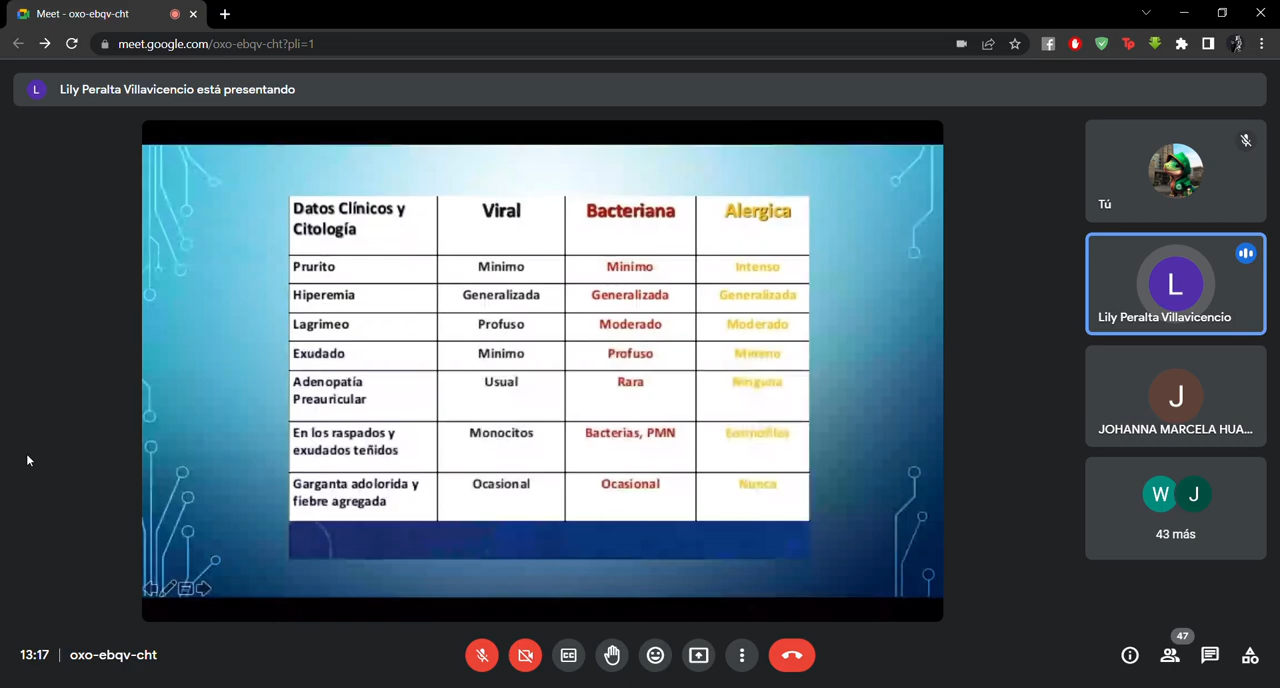 Meet - oxo-ebqv-cht
meet.google.com/oxo-ebqv-cht?pli=1
L Lily Peralta Villavicencio está presentando
Datos Clínicos y Citología Viral Bacteriana Alergica
Prurito Minimo Minimo Intenso
Hiperemia Generalizada Generalizada Generalizada
Lagrimeo Profuso Moderado Moderado
Exudado Minimo Profuso Minimo
Adenopatía Preauricular Usual Rara Ninguna
En los raspados y exudados teñidos Monocitos Bacterias, PMN Eosinofilos
Garganta adolorida y fiebre agregada Ocasional Ocasional Nunca
Tú
L
Lily Peralta Villavicencio
J
JOHANNA MARCELA HUA...
W J
43 más
13:17 oxo-ebqv-cht
47